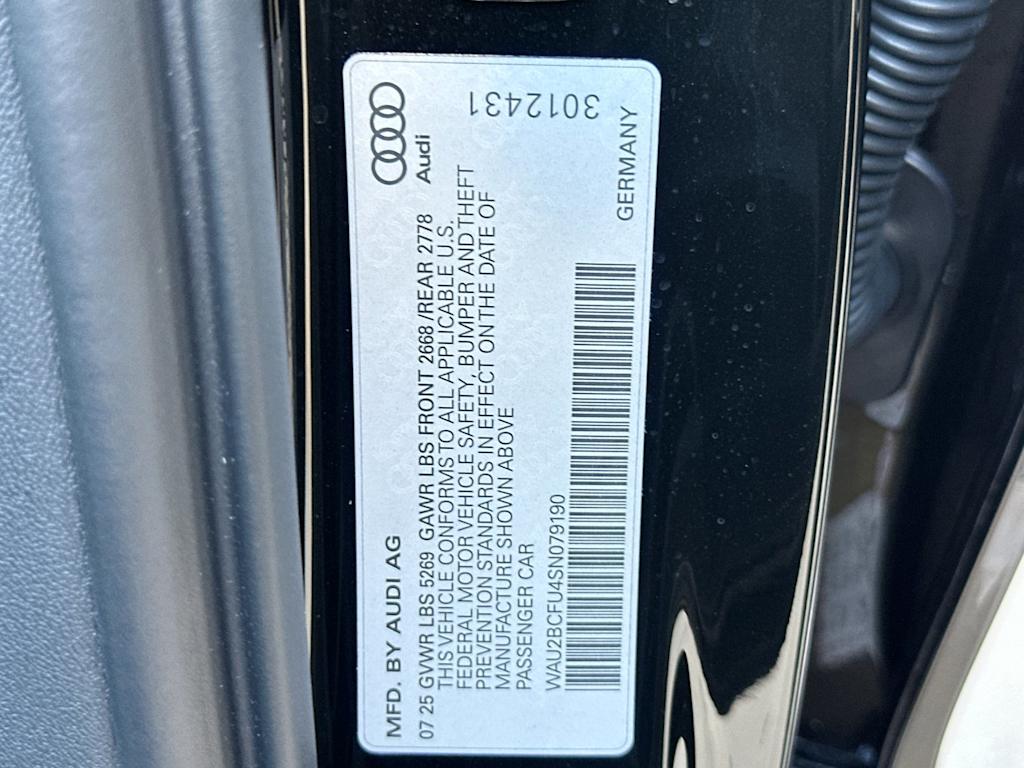 MFD. BY AUDI AG
Audi
07 25 GVWR LBS 5269 GAWR LBS FRONT 2668/REAR 2778
THIS VEHICLE CONFORMS TO ALL APPLICABLE U.S.
FEDERAL MOTOR VEHICLE SAFETY, BUMPER AND THEFT
PREVENTION STANDARDS IN EFFECT ON THE DATE OF
MANUFACTURE SHOWN ABOVE
PASSENGER CAR
3012431
WAU2BCFU4SN079190
GERMANY